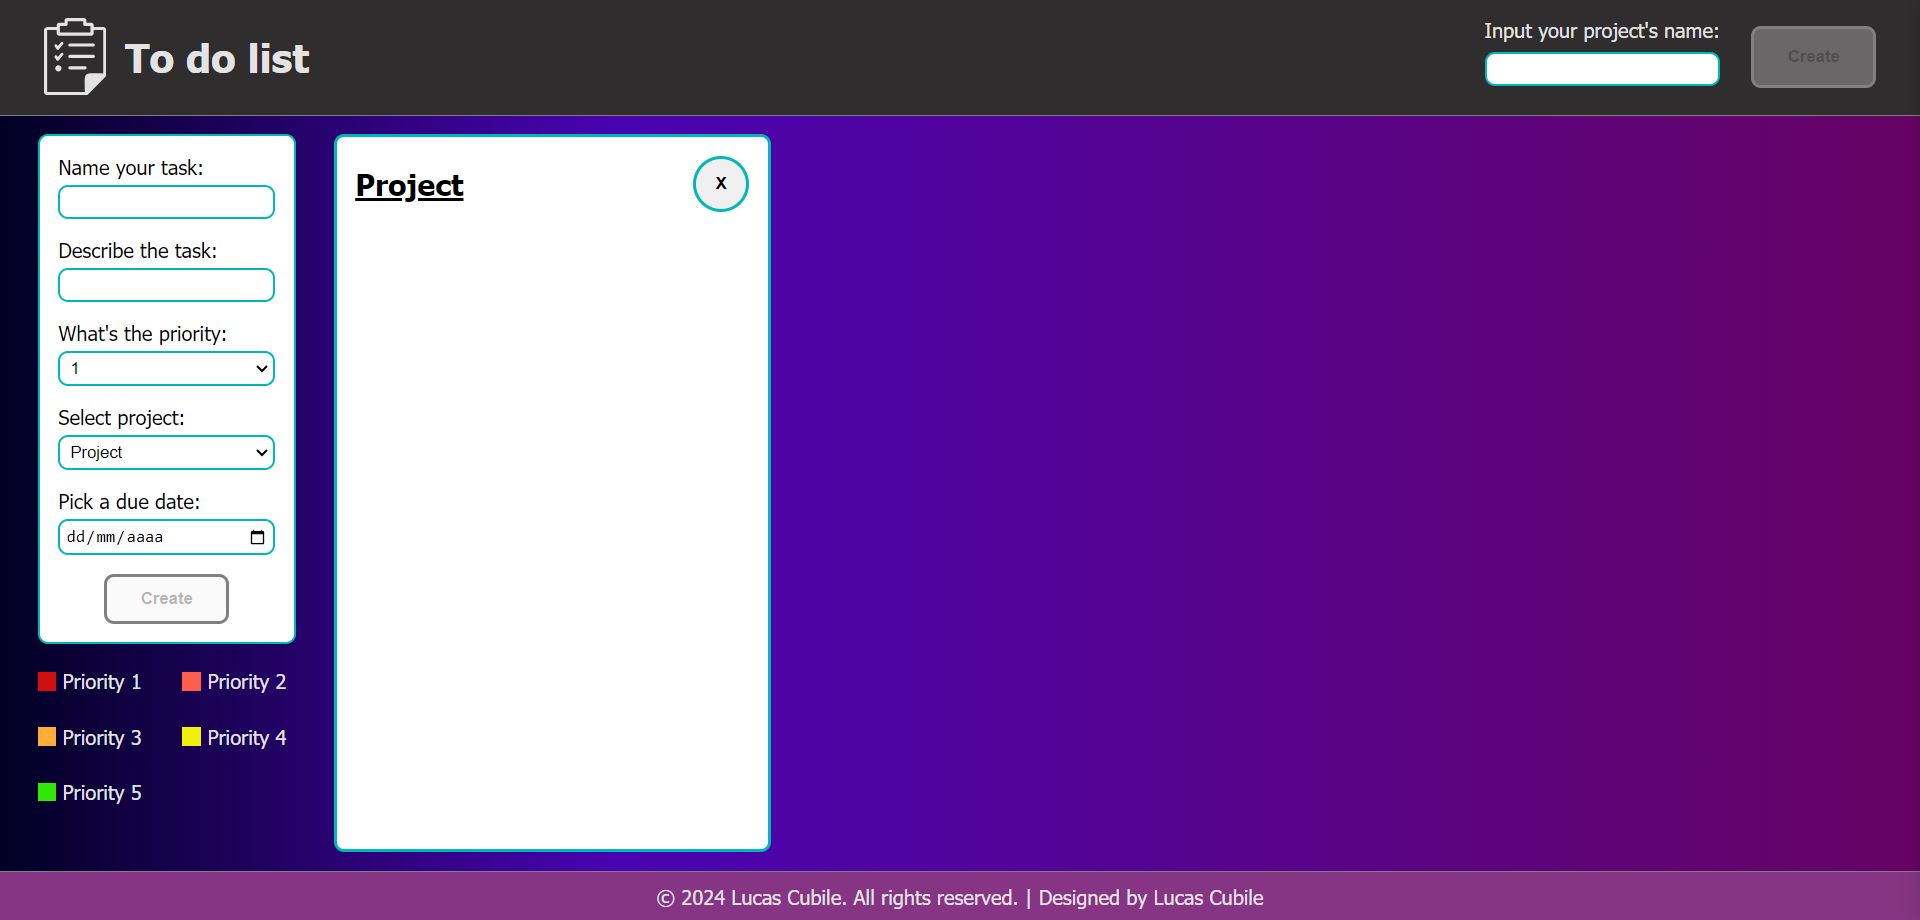 To do list
Input your project's name:
Create
Name your task:
Describe the task:
What's the priority:
1
Select project:
Project
Pick a due date:
dd/mm/aaaa
Create
Priority 1
Priority 2
Priority 3
Priority 4
Priority 5
Project
X
© 2024 Lucas Cubile. All rights reserved. | Designed by Lucas Cubile